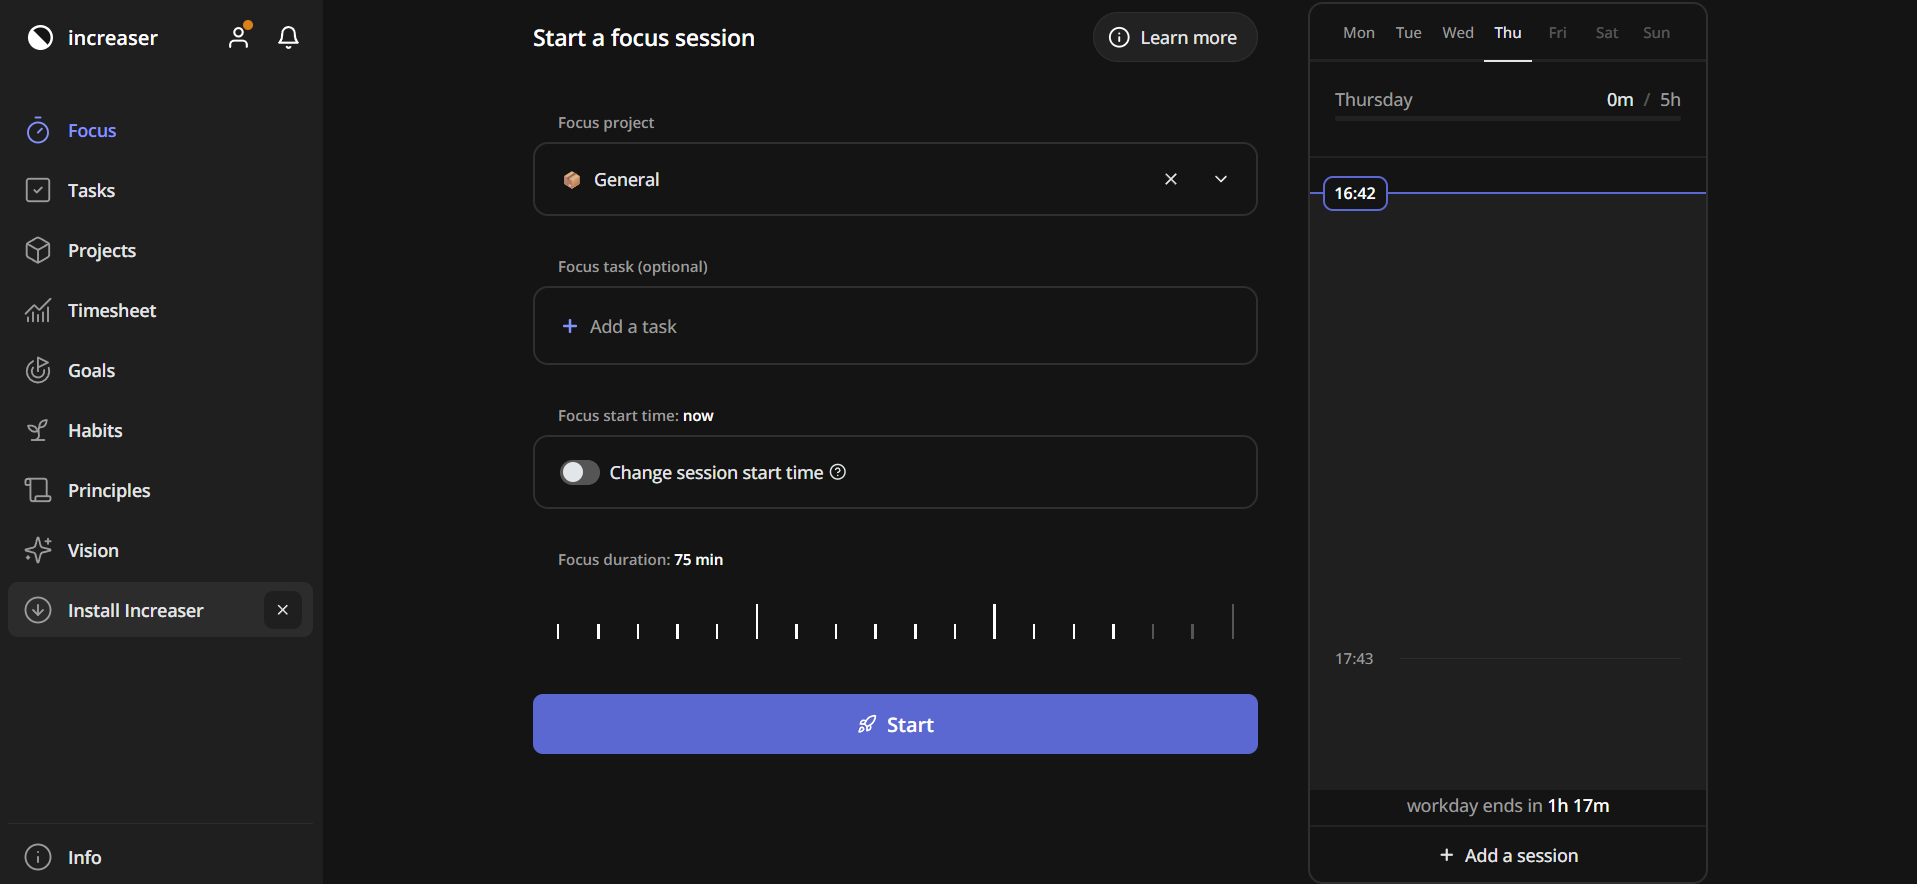 increaser
Focus
Tasks
Projects
Timesheet
Goals
Habits
Principles
Vision
Install Increaser
Info
Start a focus session
Learn more
Focus project
General
Focus task (optional)
Add a task
Focus start time: now
Change session start time
Focus duration: 75 min
Start
Mon Tue Wed Thu Fri Sat Sun
Thursday 0m / 5h
16:42
17:43
workday ends in 1h 17m
+ Add a session